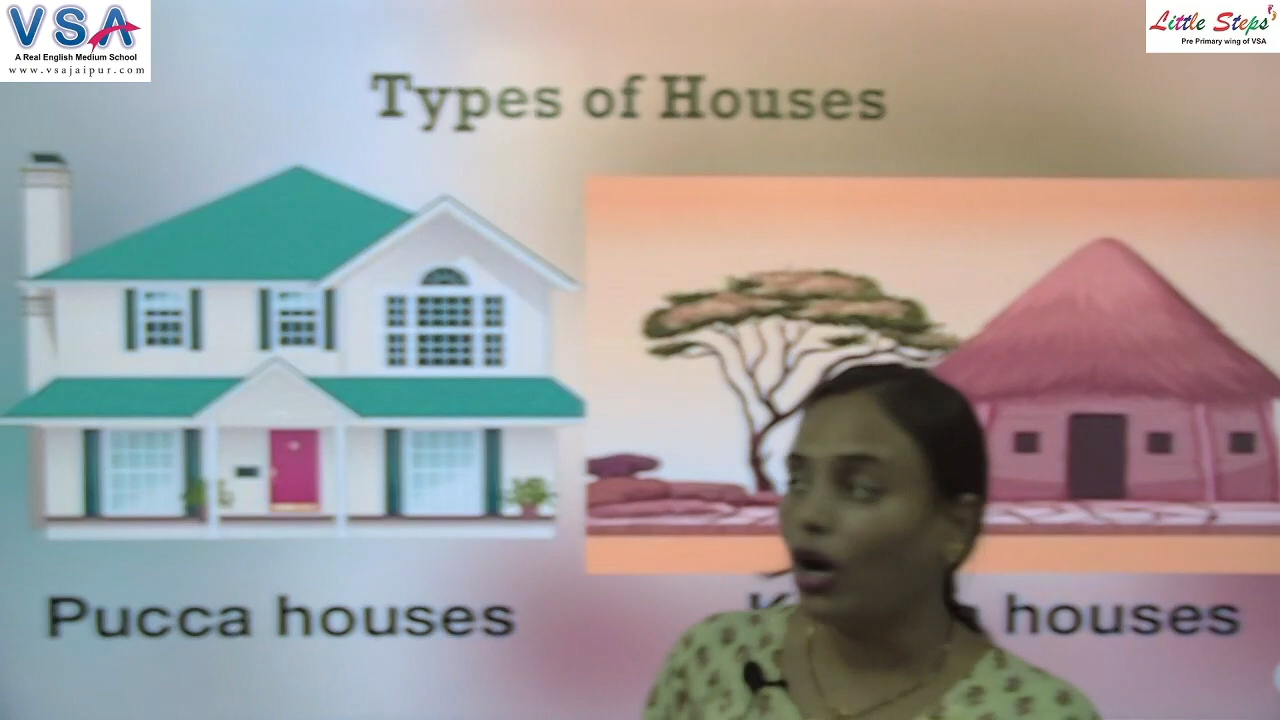 VSA
A Real English Medium School
www.vsajaipur.com
Little Steps
Pre Primary wing of VSA
Types of Houses
Pucca houses
houses